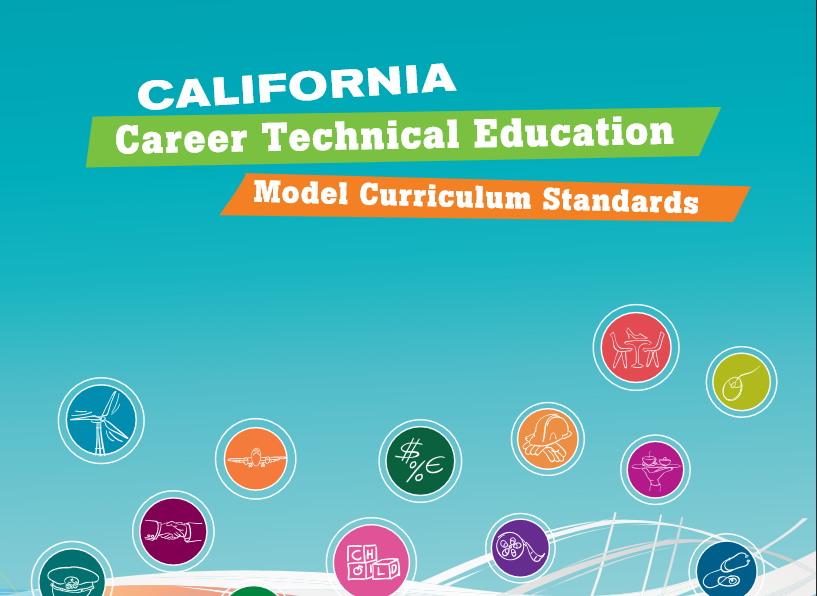 CALIFORNIA
Career Technical Education
Model Curriculum Standards
$
% €
C H
I L D